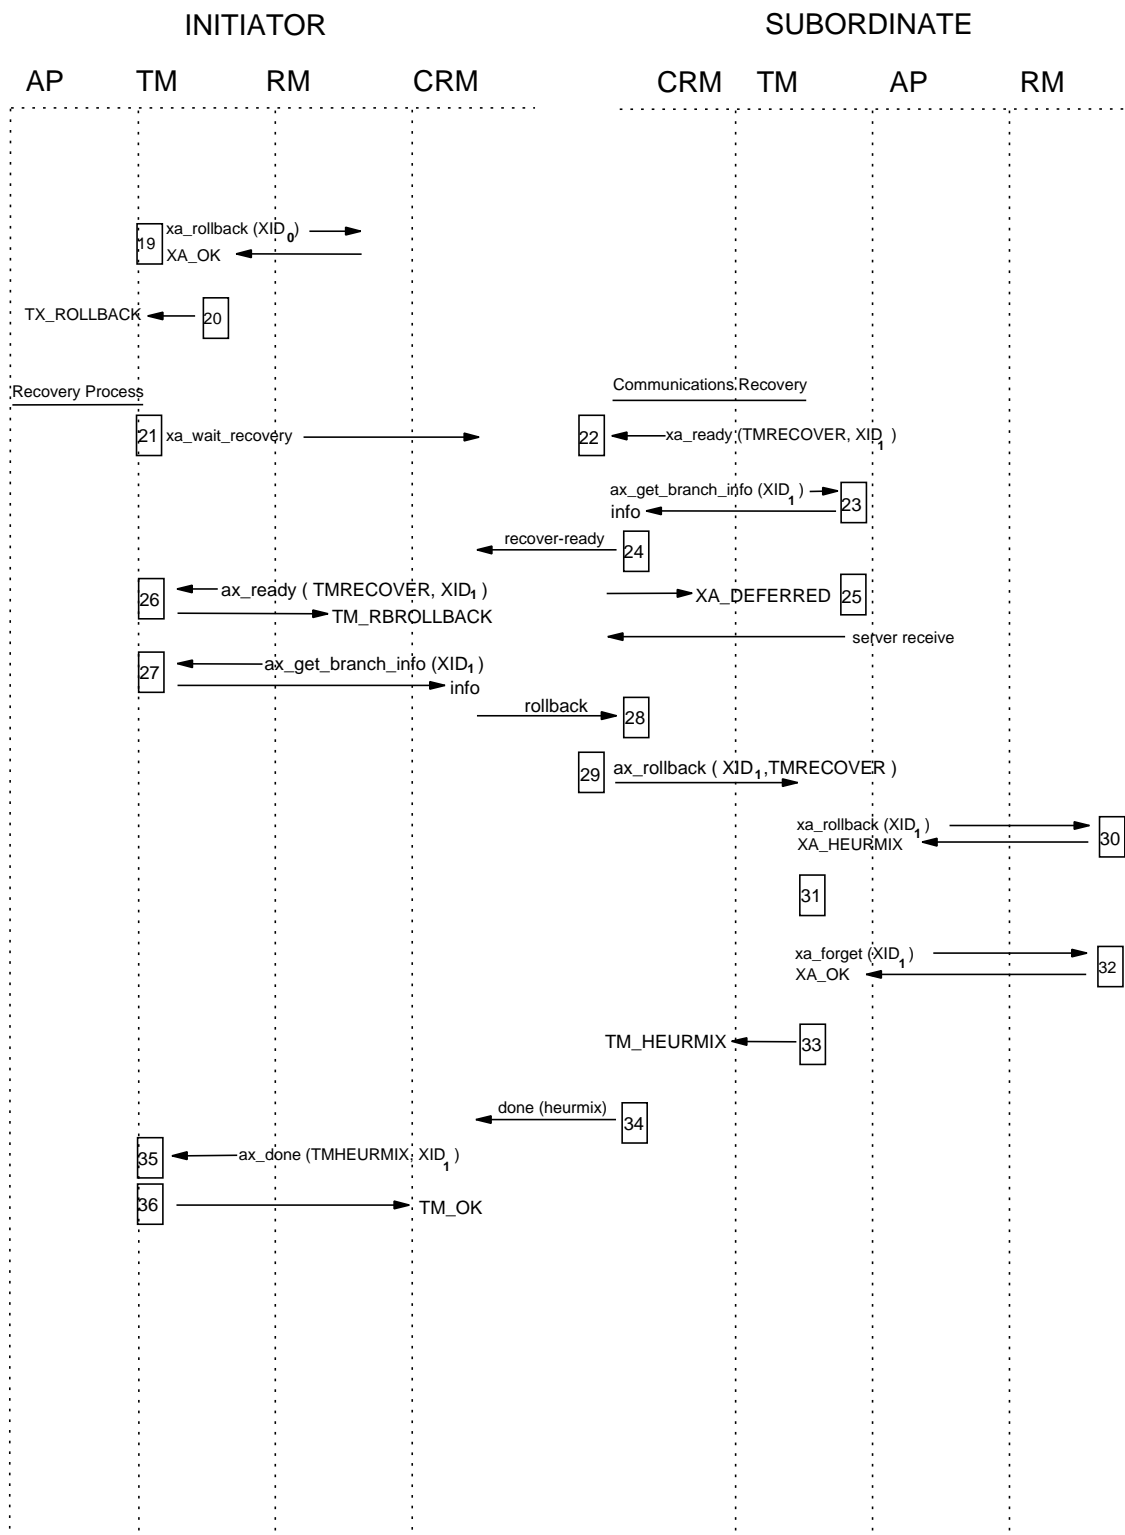 INITIATOR
SUBORDINATE
AP TM RM CRM
CRM TM AP RM
19 xa_rollback (XID0)
XA_OK
TX_ROLLBACK 20
Recovery Process
Communications Recovery
21 xa_wait_recovery
22 xa_ready (TMRECOVER, XID1 )
ax_get_branch_info (XID1 ) 23
info
recover-ready 24
26 ax_ready ( TMRECOVER, XID1 )
TM_RBROLLBACK
XA_DEFERRED 25
server receive
27 ax_get_branch_info (XID1 )
info
rollback 28
29 ax_rollback ( XID1 ,TMRECOVER )
xa_rollback (XID1 ) 30
XA_HEURMIX
31
xa_forget (XID1 ) 32
XA_OK
TM_HEURMIX 33
done (heurmix) 34
35 ax_done (TMHEURMIX, XID1 )
36 TM_OK